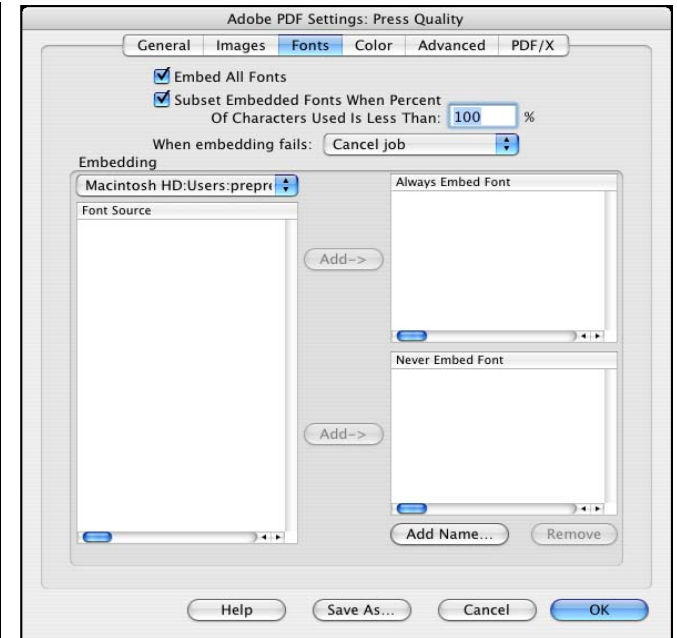 Adobe PDF Settings: Press Quality
General Images Fonts Color Advanced PDF/X
Embed All Fonts
Subset Embedded Fonts When Percent
Of Characters Used Is Less Than: 100 %
When embedding fails: Cancel job
Embedding
Macintosh HD:Users:prepre
Always Embed Font
Font Source
Add->
Never Embed Font
Add->
Add Name... Remove
Help Save As... Cancel OK